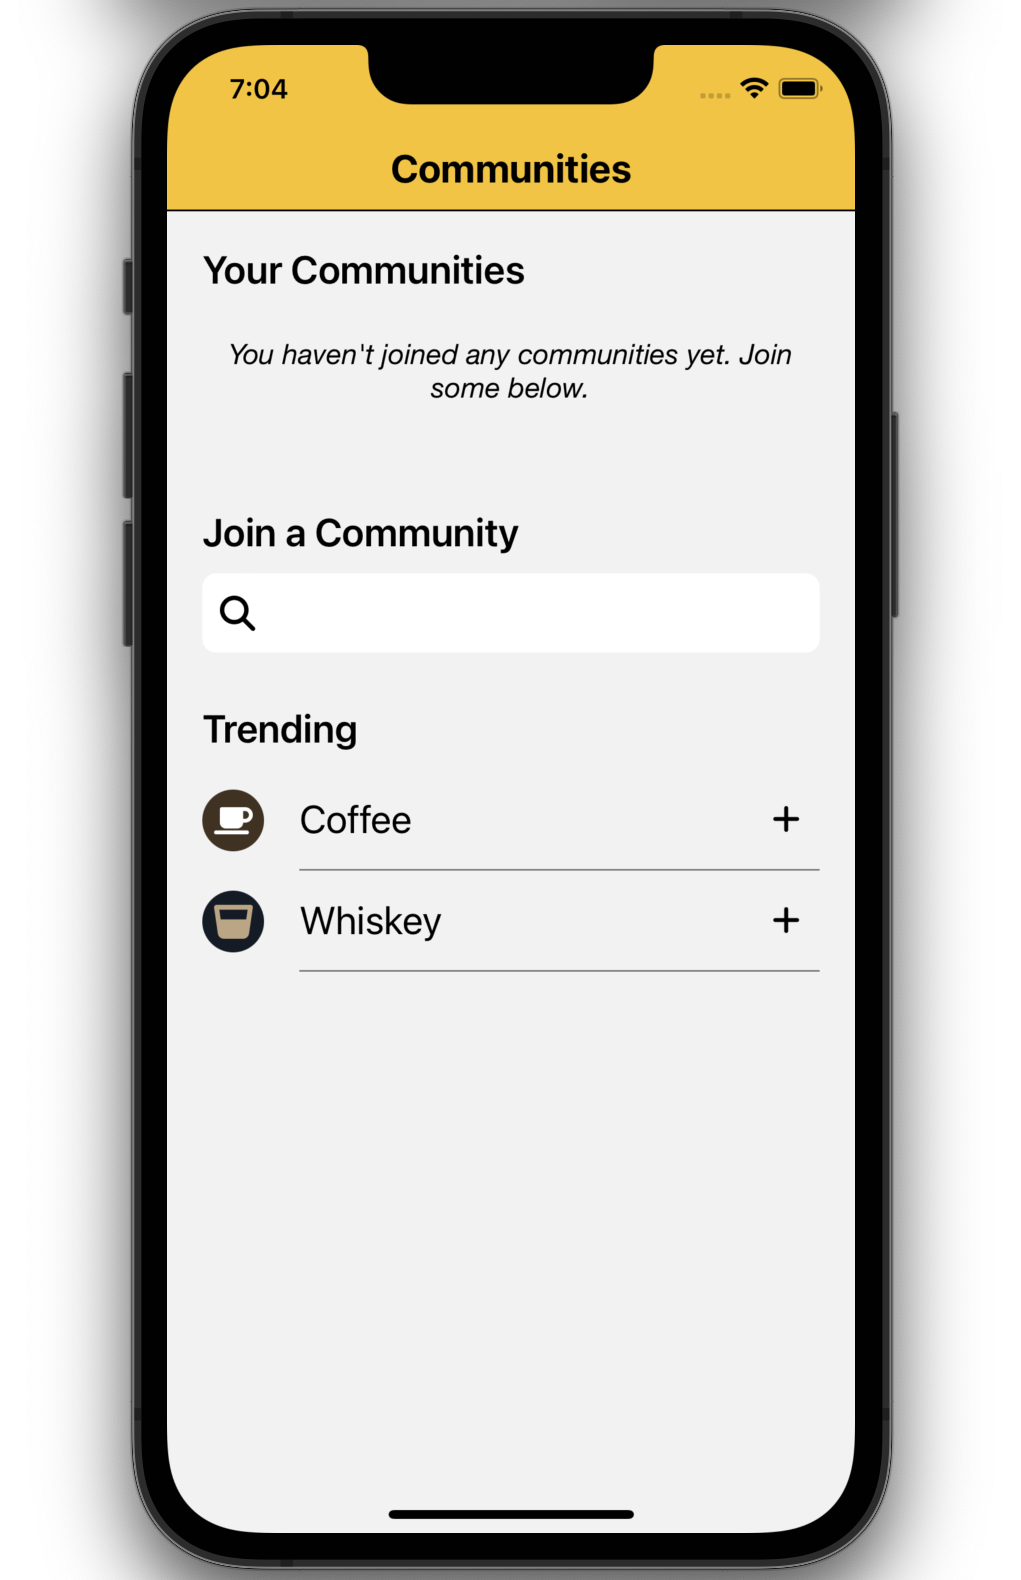 7:04
Communities
Your Communities
You haven't joined any communities yet. Join
some below.
Join a Community
Trending
Coffee
Whiskey